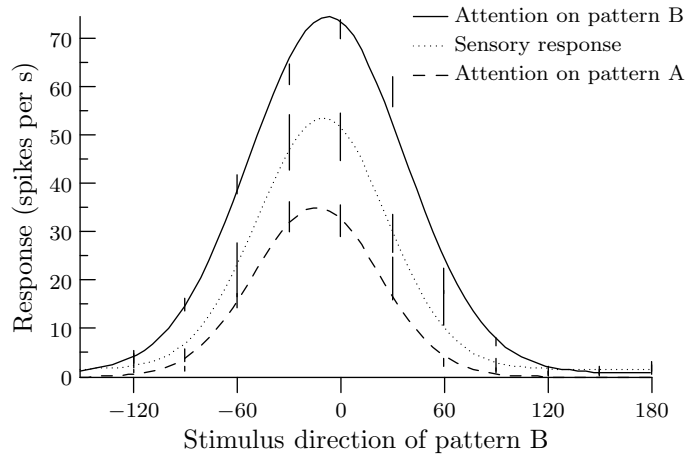 Attention on pattern B
Sensory response
Attention on pattern A
Response (spikes per s)
70
60
50
40
30
20
10
0
−120 −60 0 60 120 180
Stimulus direction of pattern B